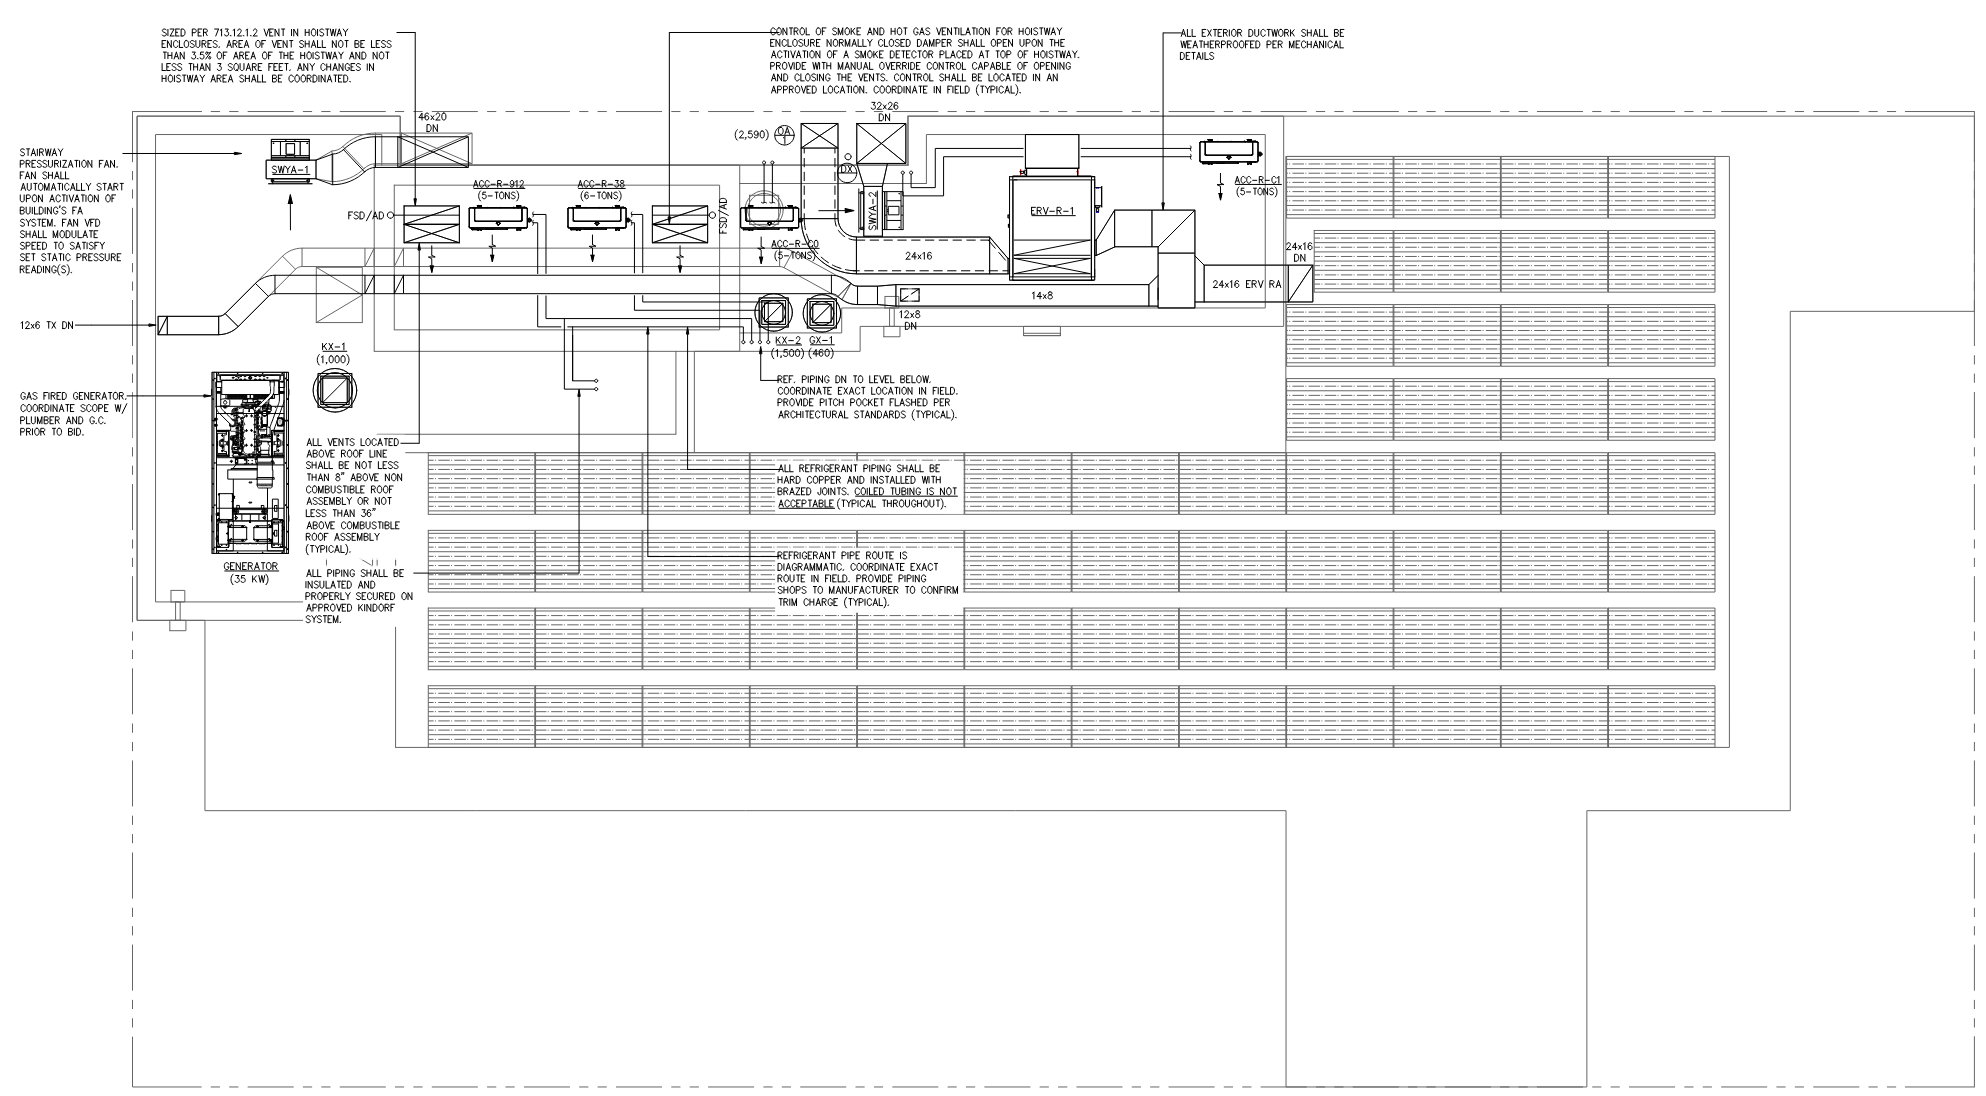 SIZED PER 713.12.1.2 VENT IN HOISTWAY
ENCLOSURES. AREA OF VENT SHALL NOT BE LESS
THAN 3.5% OF AREA OF THE HOISTWAY AND NOT
LESS THAN 3 SQUARE FEET. ANY CHANGES IN
HOISTWAY AREA SHALL BE COORDINATED.
CONTROL OF SMOKE AND HOT GAS VENTILATION FOR HOISTWAY
ENCLOSURE NORMALLY CLOSED DAMPER SHALL OPEN UPON THE
ACTIVATION OF A SMOKE DETECTOR PLACED AT TOP OF HOISTWAY.
PROVIDE WITH MANUAL OVERRIDE CONTROL CAPABLE OF OPENING
AND CLOSING THE VENTS. CONTROL SHALL BE LOCATED IN AN
APPROVED LOCATION. COORDINATE IN FIELD (TYPICAL).
ALL EXTERIOR DUCTWORK SHALL BE
WEATHERPROOFED PER MECHANICAL
DETAILS
46x20
DN
32x26
DN
(2,590)
OA
DX
STAIRWAY
PRESSURIZATION FAN.
FAN SHALL
AUTOMATICALLY START
UPON ACTIVATION OF
BUILDING'S FA
SYSTEM. FAN VFD
SHALL MODULATE
SPEED TO SATISFY
SET STATIC PRESSURE
READING(S).
SWYA-1
ACC-R-912
(5-TONS)
ACC-R-38
(6-TONS)
FSD/AD
FSD/AD
ACC-R-C0
(5-TONS)
SWYA-2
ERV-R-1
ACC-R-C1
(5-TONS)
24x16
24x16
DN
24x16 ERV RA
14x8
12x8
DN
12x6 TX DN
KX-1
(1,000)
KX-2
(1,500)
GX-1
(460)
REF. PIPING DN TO LEVEL BELOW.
COORDINATE EXACT LOCATION IN FIELD.
PROVIDE PITCH POCKET FLASHED PER
ARCHITECTURAL STANDARDS (TYPICAL).
GAS FIRED GENERATOR.
COORDINATE SCOPE W/
PLUMBER AND G.C.
PRIOR TO BID.
GENERATOR
(35 KW)
ALL VENTS LOCATED
ABOVE ROOF LINE
SHALL BE NOT LESS
THAN 8" ABOVE NON
COMBUSTIBLE ROOF
ASSEMBLY OR NOT
LESS THAN 36"
ABOVE COMBUSTIBLE
ROOF ASSEMBLY
(TYPICAL).
ALL PIPING SHALL BE
INSULATED AND
PROPERLY SECURED ON
APPROVED KINDORF
SYSTEM.
ALL REFRIGERANT PIPING SHALL BE
HARD COPPER AND INSTALLED WITH
BRAZED JOINTS. COILED TUBING IS NOT
ACCEPTABLE (TYPICAL THROUGHOUT).
REFRIGERANT PIPE ROUTE IS
DIAGRAMMATIC. COORDINATE EXACT
ROUTE IN FIELD. PROVIDE PIPING
SHOPS TO MANUFACTURER TO CONFIRM
TRIM CHARGE (TYPICAL).